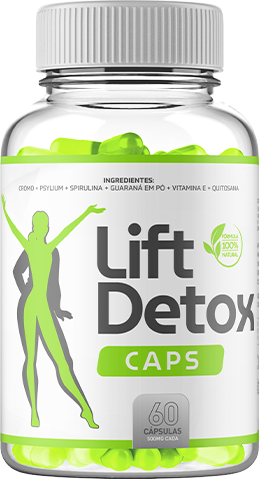 INGREDIENTES:
CROMO + PSYLIUM + SPIRULINA + GUARANÁ EM PÓ + VITAMINA E + QUITOSANA
FÓRMULA
100%
NATURAL
Lift
Detox
CAPS
60
CÁPSULAS
500MG CADA